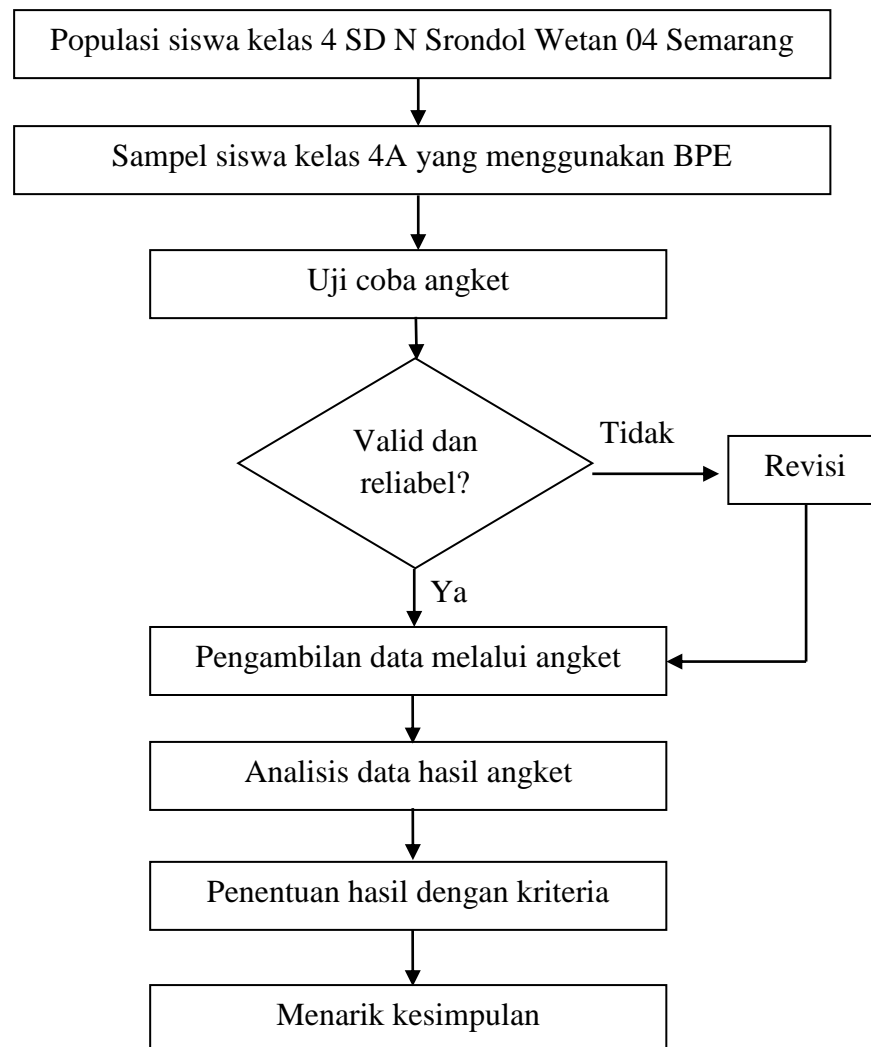 Populasi siswa kelas 4 SD N Srondol Wetan 04 Semarang
Sampel siswa kelas 4A yang menggunakan BPE
Uji coba angket
Valid dan
reliabel?
Tidak
Revisi
Ya
Pengambilan data melalui angket
Analisis data hasil angket
Penentuan hasil dengan kriteria
Menarik kesimpulan